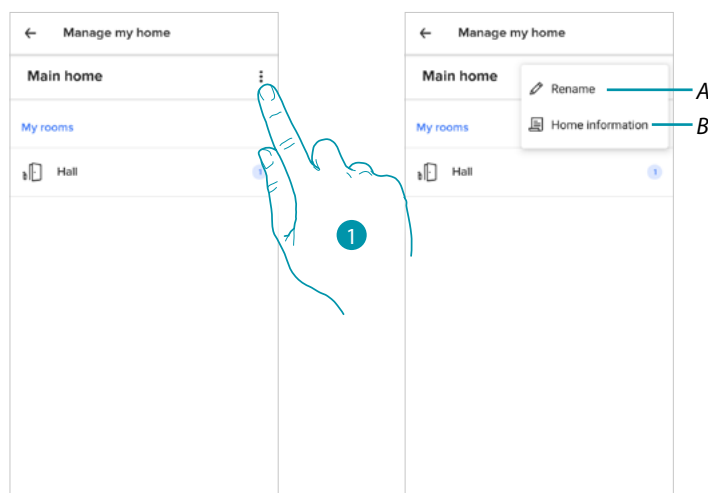 Manage my home
Main home
My rooms
Hall
1
1
Manage my home
Main home
Rename
A
My rooms
Home information
B
Hall
1